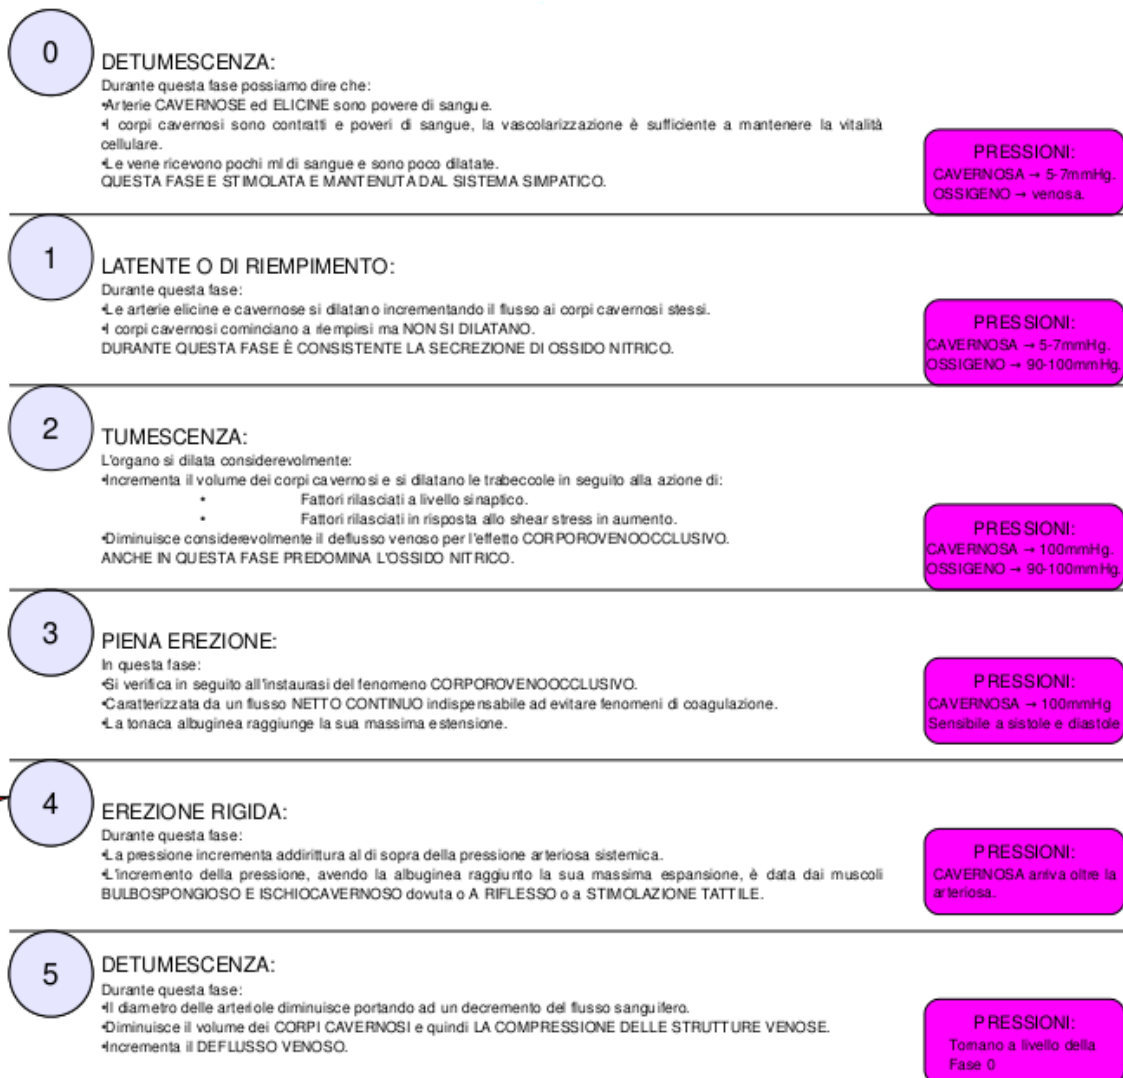 0
DETUMESCENZA:
Durante questa fase possiamo dire che:
•Arterie CAVERNOSE ed ELICINE sono povere di sangue.
•I corpi cavernosi sono contratti e poveri di sangue, la vascolarizzazione è sufficiente a mantenere la vitalità
cellulare.
•Le vene ricevono pochi ml di sangue e sono poco dilatate.
QUESTA FASE E STIMOLATA E MANTENUTA DAL SISTEMA SIMPATICO.
PRESSIONI:
CAVERNOSA → 5-7mmHg.
OSSIGENO → venosa.
1
LATENTE O DI RIEMPIMENTO:
Durante questa fase:
•Le arterie elicine e cavernose si dilatano incrementando il flusso ai corpi cavernosi stessi.
•I corpi cavernosi cominciano a riempirsi ma NON SI DILATANO.
DURANTE QUESTA FASE È CONSISTENTE LA SECREZIONE DI OSSIDO NITRICO.
PRESSIONI:
CAVERNOSA → 5-7mmHg.
OSSIGENO → 90-100mmHg.
2
TUMESCENZA:
L'organo si dilata considerevolmente:
•Incrementa il volume dei corpi cavernosi e si dilatano le trabeccole in seguito alla azione di:
• Fattori rilasciati a livello sinaptico.
• Fattori rilasciati in risposta allo shear stress in aumento.
•Diminuisce considerevolmente il deflusso venoso per l'effetto CORPOROVENOOCCLUSIVO.
ANCHE IN QUESTA FASE PREDOMINA L'OSSIDO NITRICO.
PRESSIONI:
CAVERNOSA → 100mmHg.
OSSIGENO → 90-100mmHg.
3
PIENA EREZIONE:
In questa fase:
•Si verifica in seguito all'instaurasi del fenomeno CORPOROVENOOCCLUSIVO.
•Caratterizzata da un flusso NETTO CONTINUO indispensabile ad evitare fenomeni di coagulazione.
•La tonaca albuginea raggiunge la sua massima estensione.
PRESSIONI:
CAVERNOSA → 100mmHg
Sensibile a sistole e diastole
4
EREZIONE RIGIDA:
Durante questa fase:
•La pressione incrementa addirittura al di sopra della pressione arteriosa sistemica.
•L'incremento della pressione, avendo la albuginea raggiunto la sua massima espansione, è data dai muscoli
BULBOSPONGIOSO E ISCHIOCAVERNOSO dovuta o A RIFLESSO o a STIMOLAZIONE TATTILE.
PRESSIONI:
CAVERNOSA arriva oltre la
arteriosa.
5
DETUMESCENZA:
Durante questa fase:
•Il diametro delle arteriole diminuisce portando ad un decremento del flusso sanguifero.
•Diminuisce il volume dei CORPI CAVERNOSI e quindi LA COMPRESSIONE DELLE STRUTTURE VENOSE.
•Incrementa il DEFLUSSO VENOSO.
PRESSIONI:
Tornano a livello della
Fase 0